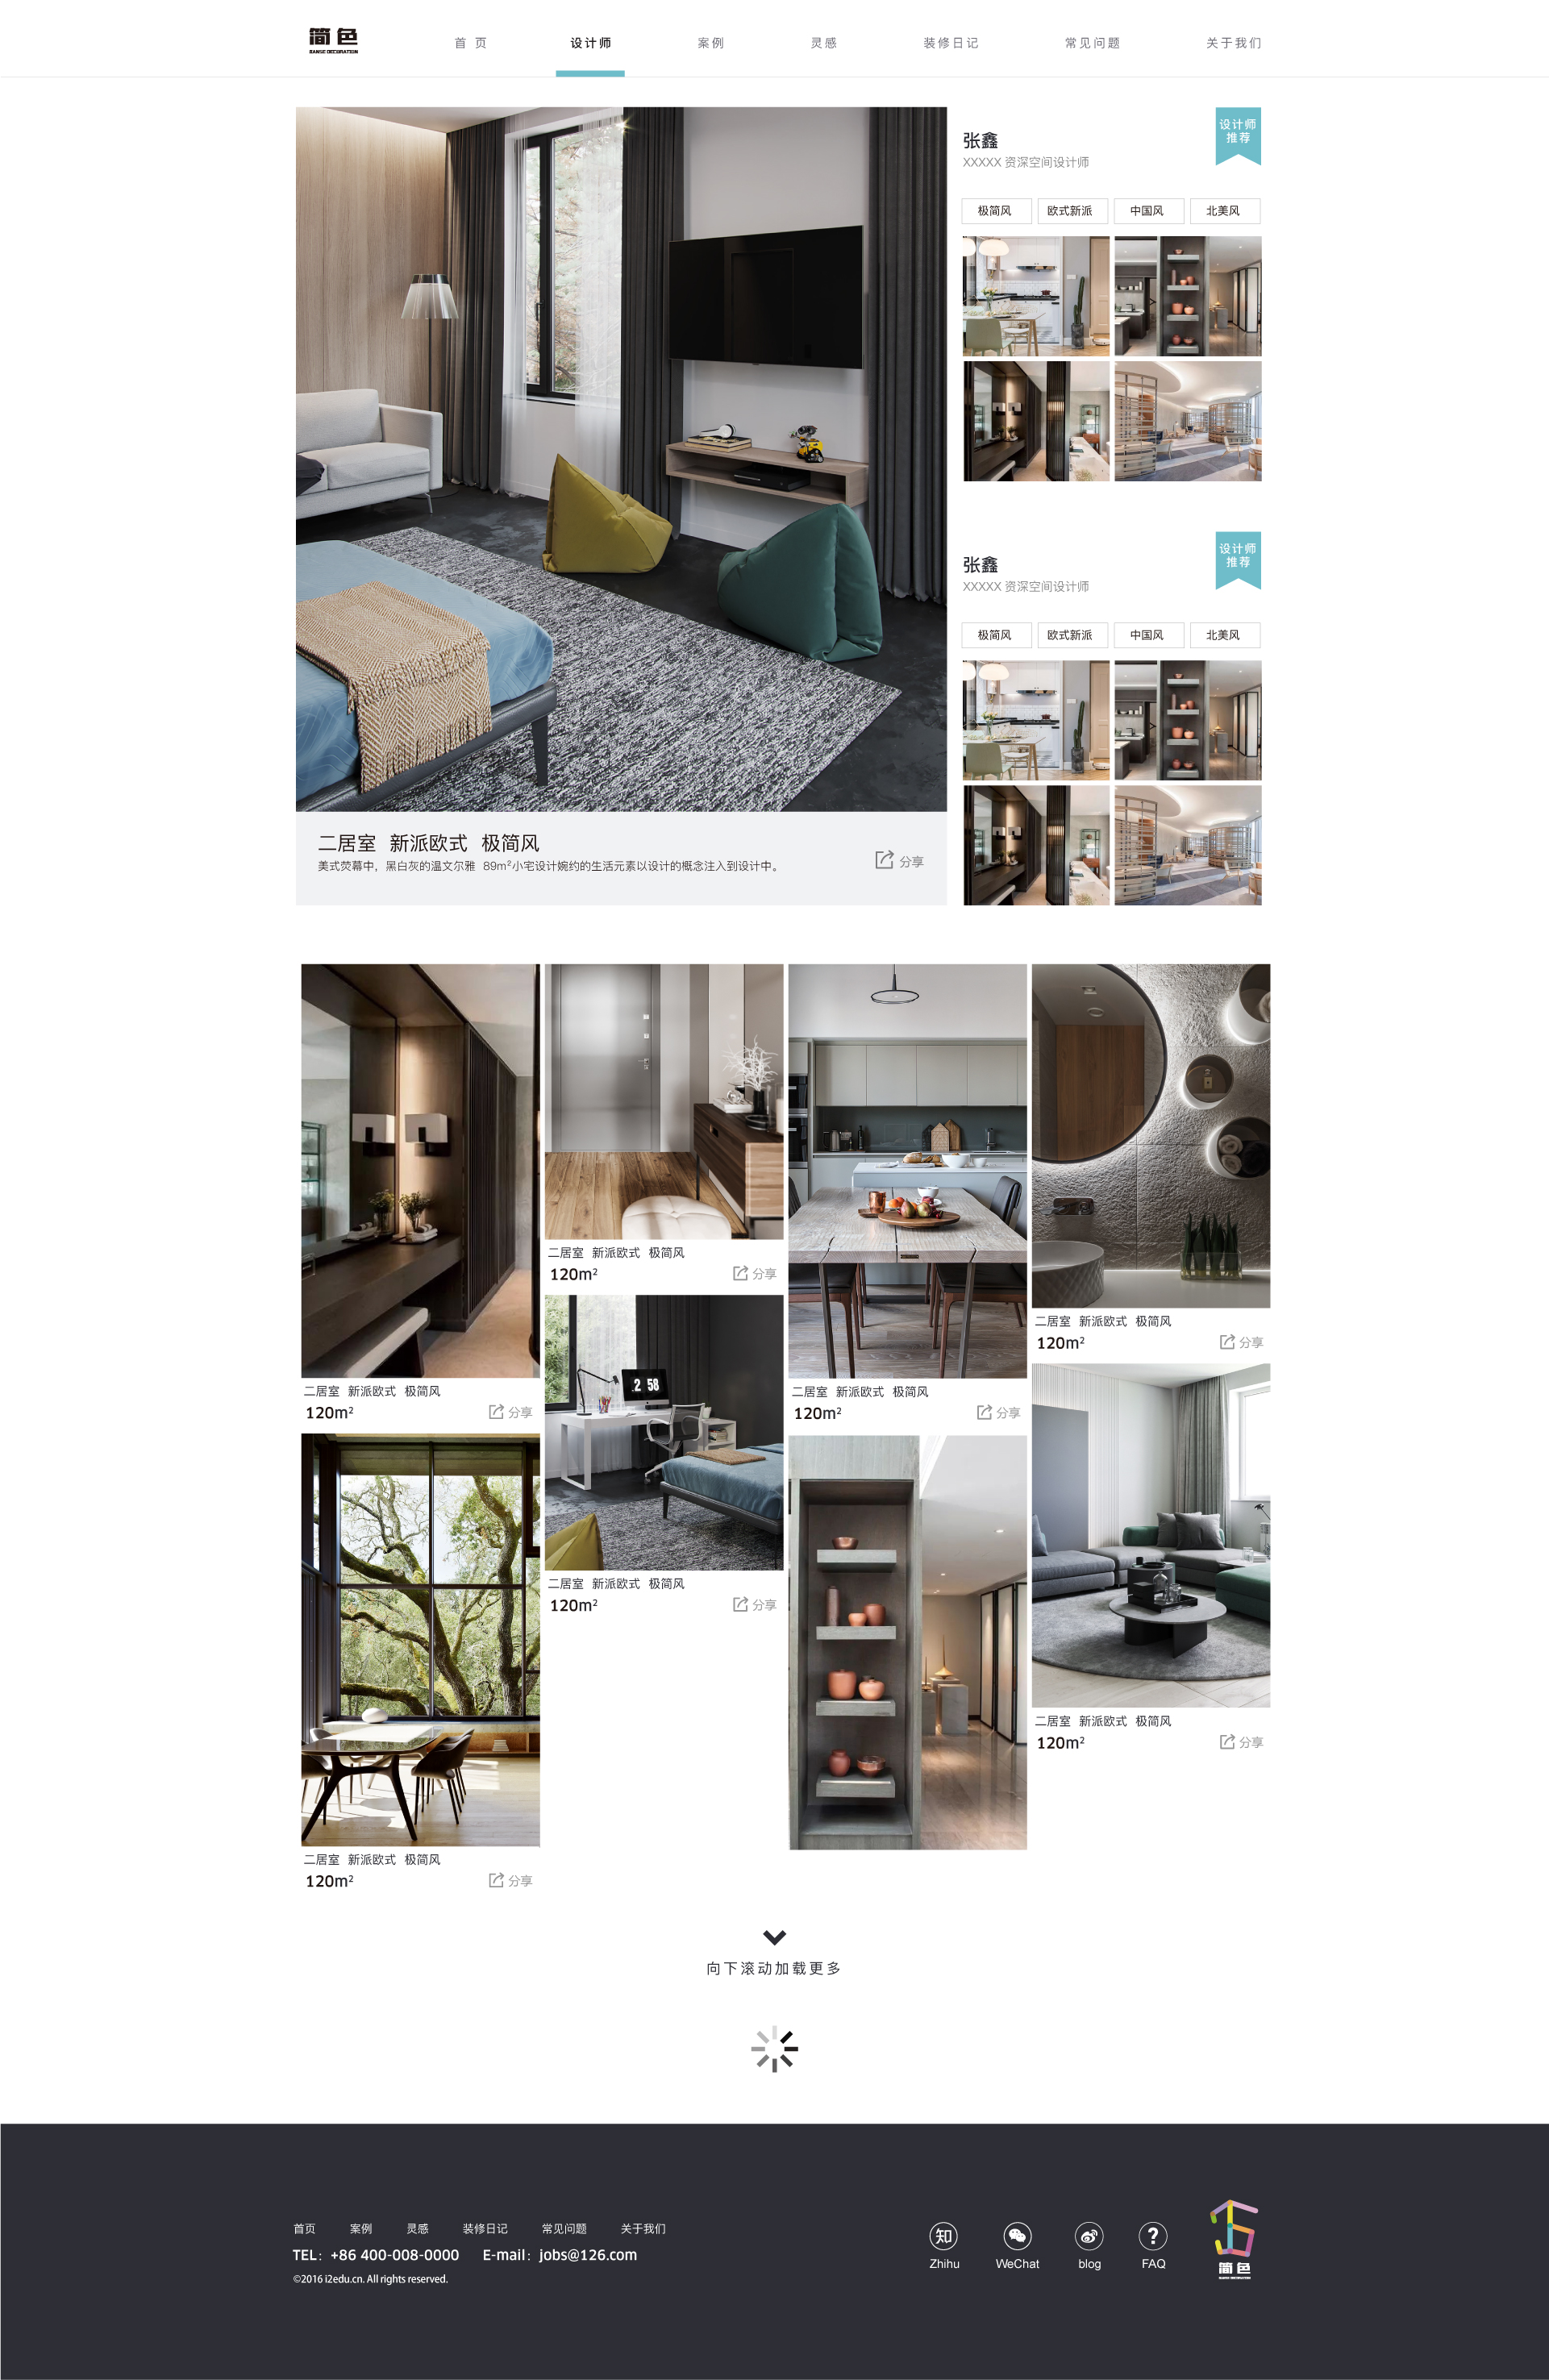 简色
首 页 设计师 案例 灵感 装修日记 常见问题 关于我们
张鑫
XXXXX 资深空间设计师
设计师
推荐
极简风 欧式新派 中国风 北美风
张鑫
XXXXX 资深空间设计师
设计师
推荐
极简风 欧式新派 中国风 北美风
二居室 新派欧式 极简风
美式荧幕中，黑白灰的温文尔雅 89m²小宅设计婉约的生活元素以设计的概念注入到设计中。
分享
二居室 新派欧式 极简风
120m²
分享
二居室 新派欧式 极简风
120m²
分享
二居室 新派欧式 极简风
120m²
分享
二居室 新派欧式 极简风
120m²
分享
二居室 新派欧式 极简风
120m²
分享
二居室 新派欧式 极简风
120m²
分享
二居室 新派欧式 极简风
120m²
分享
向下滚动加载更多
首页 案例 灵感 装修日记 常见问题 关于我们
TEL：+86 400-008-0000 E-mail：jobs@126.com
©2016 i2edu.cn. All rights reserved.
知
Zhihu WeChat blog FAQ
简色